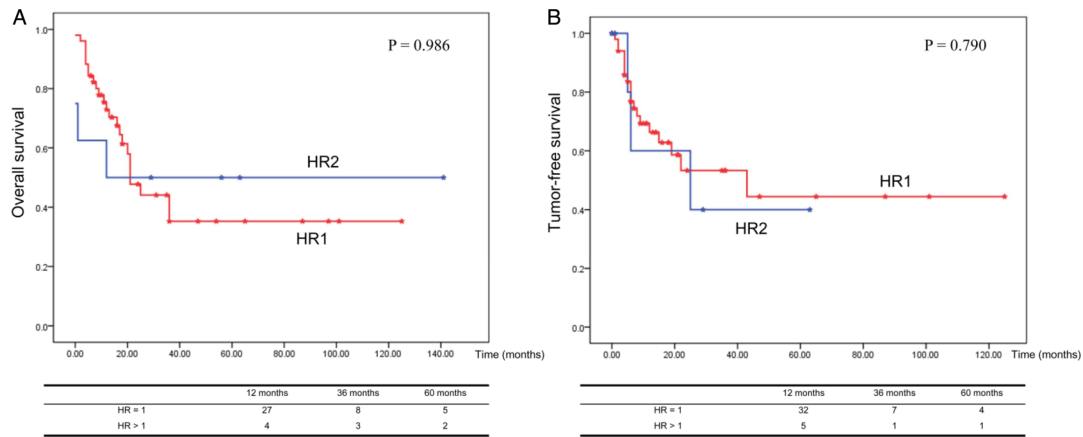 A
P = 0.986
Overall survival
1.0
0.8
0.6
0.4
0.2
0.0
HR2
HR1
0.00 20.00 40.00 60.00 80.00 100.00 120.00 140.00 Time (months)
12 months 36 months 60 months
HR = 1 27 8 5
HR > 1 4 3 2
B
P = 0.790
Tumor-free survival
1.0
0.8
0.6
0.4
0.2
0.0
HR1
HR2
0.00 20.00 40.00 60.00 80.00 100.00 120.00 Time (months)
12 months 36 months 60 months
HR = 1 32 7 4
HR > 1 5 1 1